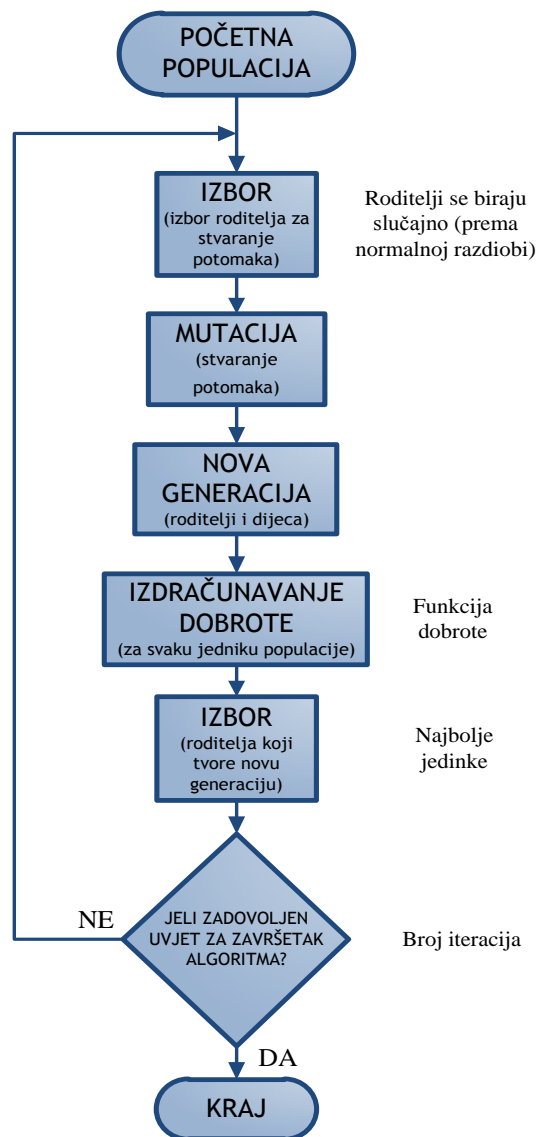 POČETNA
POPULACIJA
IZBOR
(izbor roditelja za
stvaranje
potomaka)
Roditelji se biraju
slučajno (prema
normalnoj razdiobi)
MUTACIJA
(stvaranje
potomaka)
NOVA
GENERACIJA
(roditelji i dijeca)
IZDRAČUNAVANJE
DOBROTE
(za svaku jedniku populacije)
Funkcija
dobrote
IZBOR
(roditelja koji
tvore novu
generaciju)
Najbolje
jedinke
NE
JELI ZADOVOLJEN
UVJET ZA ZAVRŠETAK
ALGORITMA?
Broj iteracija
DA
KRAJ